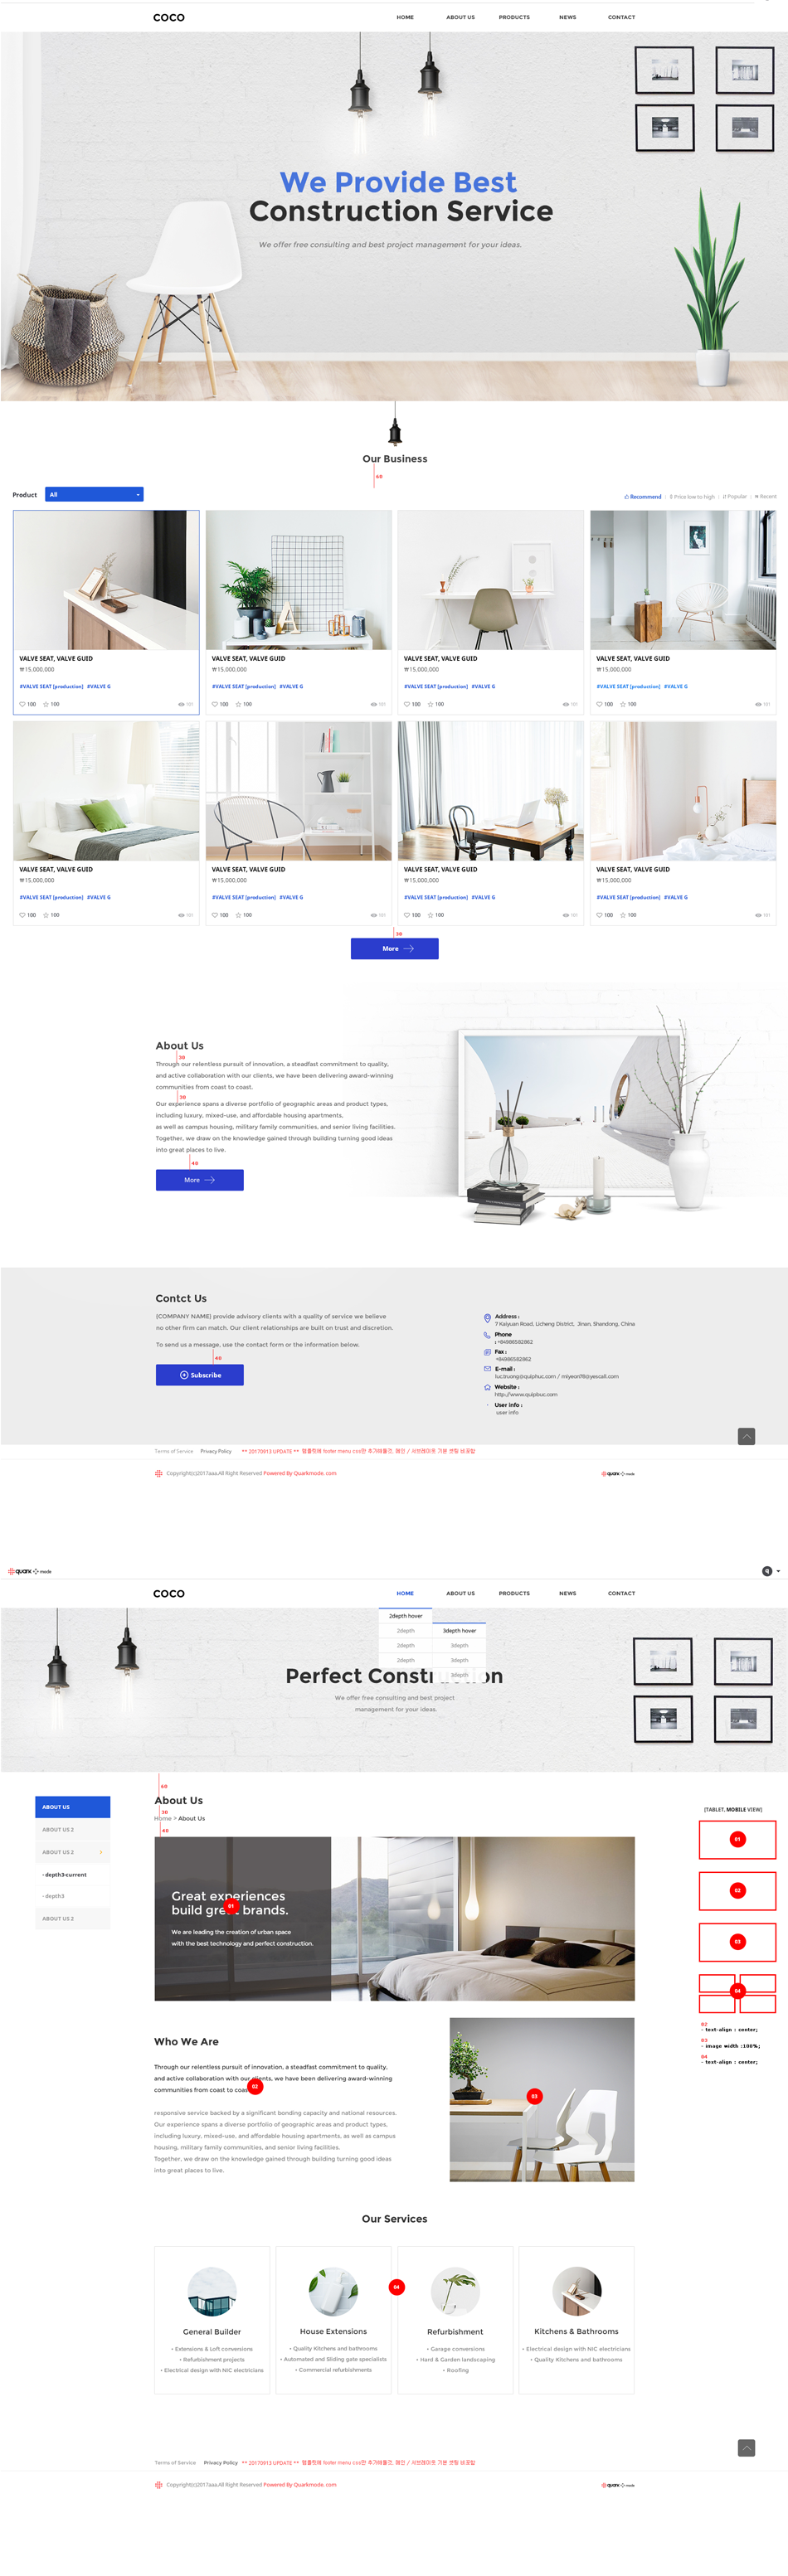 COCO
HOME ABOUT US PRODUCTS NEWS CONTACT
We Provide Best
Construction Service
We offer free consulting and best project management for your ideas.
Our Business
60
Product All
Recommend | Price low to high | Popular | Recent
VALVE SEAT, VALVE GUID VALVE SEAT, VALVE GUID VALVE SEAT, VALVE GUID VALVE SEAT, VALVE GUID
₩15,000,000 ₩15,000,000 ₩15,000,000 ₩15,000,000
#VALVE SEAT [production] #VALVE G #VALVE SEAT [production] #VALVE G #VALVE SEAT [production] #VALVE G #VALVE SEAT [production] #VALVE G
100 100 101 100 100 101 100 100 101 100 100 101
VALVE SEAT, VALVE GUID VALVE SEAT, VALVE GUID VALVE SEAT, VALVE GUID VALVE SEAT, VALVE GUID
₩15,000,000 ₩15,000,000 ₩15,000,000 ₩15,000,000
#VALVE SEAT [production] #VALVE G #VALVE SEAT [production] #VALVE G #VALVE SEAT [production] #VALVE G #VALVE SEAT [production] #VALVE G
100 100 101 100 100 101 100 100 101 100 100 101
30
More
About Us
30
Through our relentless pursuit of innovation, a steadfast commitment to quality,
and active collaboration with our clients, we have been delivering award-winning
communities from coast to coast.
30
Our experience spans a diverse portfolio of geographic areas and product types,
including luxury, mixed-use, and affordable housing apartments,
as well as campus housing, military family communities, and senior living facilities.
Together, we draw on the knowledge gained through building turning good ideas
into great places to live.
40
More
Contct Us
(COMPANY NAME) provide advisory clients with a quality of service we believe
no other firm can match. Our client relationships are built on trust and discretion.
To send us a message, use the contact form or the information below.
40
Subscribe
Address :
7 Kaiyuan Road, Licheng District, Jinan, Shandong, China
Phone
: +84986582862
Fax :
+84986582862
E-mail :
luc.truong@quipbuc.com / miyeon78@yescall.com
Website :
http://www.quipbuc.com
User info :
user info
Terms of Service Privacy Policy ** 20170913 UPDATE ** 템플릿에 footer menu css만 추가해둘것, 메인 / 서브레이웃 기본 셋팅 바꾸맙
Copyright(c)2017aaa.All Right Reserved Powered By Quarkmode. com
quark mode
quark mode
q
COCO
HOME ABOUT US PRODUCTS NEWS CONTACT
2depth hover
2depth 3depth hover
2depth 3depth
2depth 3depth
3depth
Perfect Construction
We offer free consulting and best project
management for your ideas.
60
About Us
30
Home > About Us
40
ABOUT US
ABOUT US 2
ABOUT US 2
- depth3-current
- depth3
ABOUT US 2
Great experiences
build great brands.
01
We are leading the creation of urban space
with the best technology and perfect construction.
[TABLET, MOBILE VIEW]
01
02
03
04
02
- text-align : center;
03
- image width :100%;
04
- text-align : center;
Who We Are
Through our relentless pursuit of innovation, a steadfast commitment to quality,
and active collaboration with our clients, we have been delivering award-winning
communities from coast to coast
02
03
responsive service backed by a significant bonding capacity and national resources.
Our experience spans a diverse portfolio of geographic areas and product types,
including luxury, mixed-use, and affordable housing apartments, as well as campus
housing, military family communities, and senior living facilities.
Together, we draw on the knowledge gained through building turning good ideas
into great places to live.
Our Services
04
General Builder
• Extensions & Loft conversions
• Refurbishment projects
• Electrical design with NIC electricians
House Extensions
• Quality Kitchens and bathrooms
• Automated and Sliding gate specialists
• Commercial refurbishments
Refurbishment
• Garage conversions
• Hard & Garden landscaping
• Roofing
Kitchens & Bathrooms
• Electrical design with NIC electricians
• Quality Kitchens and bathrooms
Terms of Service Privacy Policy ** 20170913 UPDATE ** 템플릿에 footer menu css만 추가해둘것, 메인 / 서브레이웃 기본 셋팅 바꾸맙
Copyright(c)2017aaa.All Right Reserved Powered By Quarkmode. com
quark mode